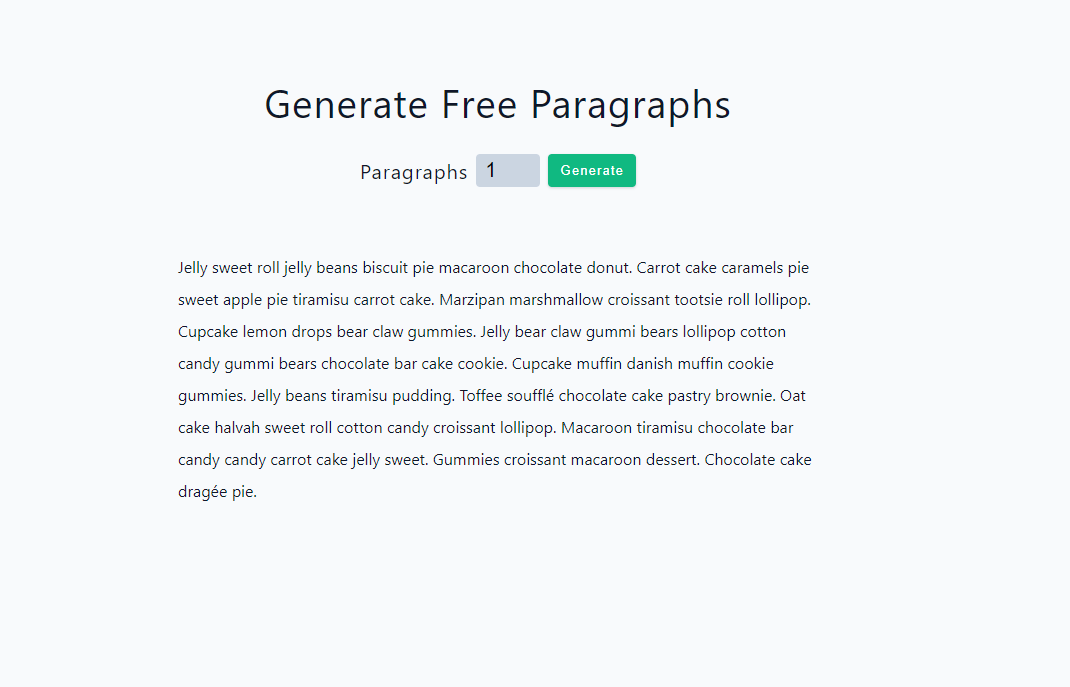 Generate Free Paragraphs
Paragraphs 1 Generate
Jelly sweet roll jelly beans biscuit pie macaroon chocolate donut. Carrot cake caramels pie
sweet apple pie tiramisu carrot cake. Marzipan marshmallow croissant tootsie roll lollipop.
Cupcake lemon drops bear claw gummies. Jelly bear claw gummi bears lollipop cotton
candy gummi bears chocolate bar cake cookie. Cupcake muffin danish muffin cookie
gummies. Jelly beans tiramisu pudding. Toffee soufflé chocolate cake pastry brownie. Oat
cake halvah sweet roll cotton candy croissant lollipop. Macaroon tiramisu chocolate bar
candy candy carrot cake jelly sweet. Gummies croissant macaroon dessert. Chocolate cake
dragée pie.